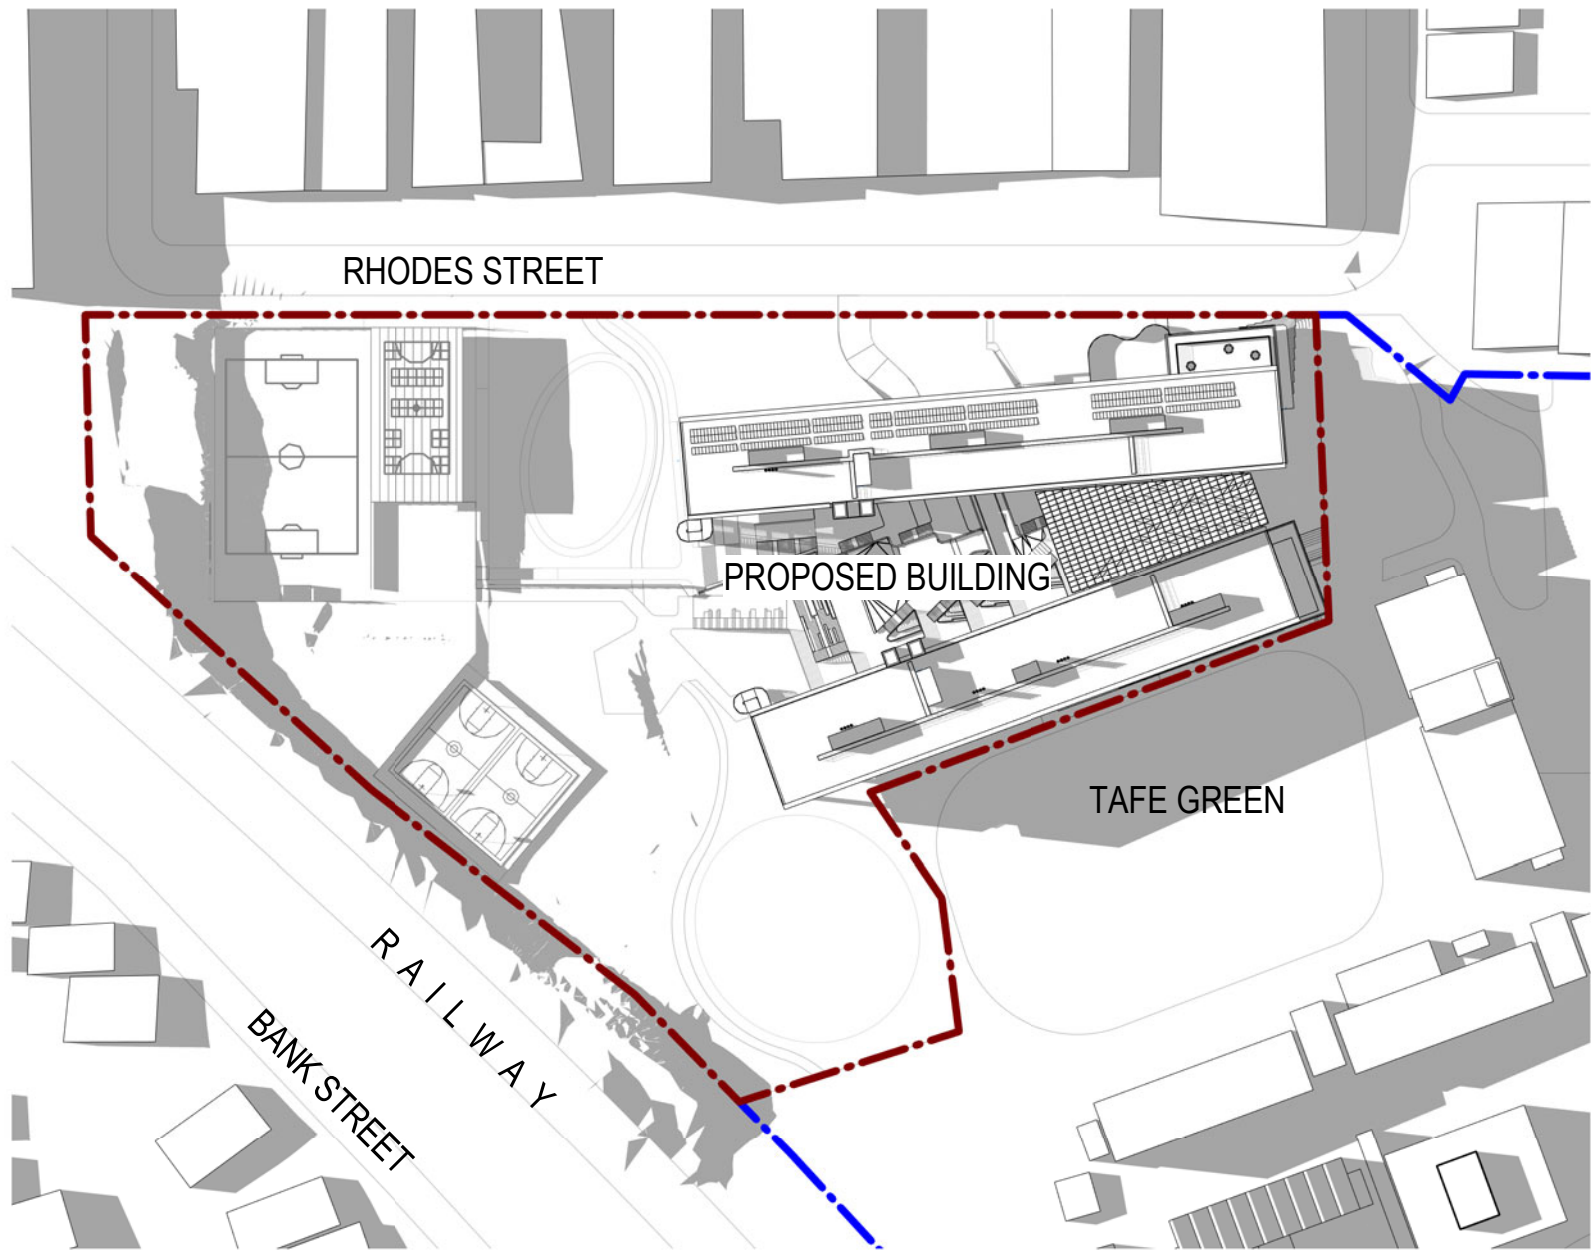 RHODES STREET
PROPOSED BUILDING
TAFE GREEN
RAILWAY
BANK STREET